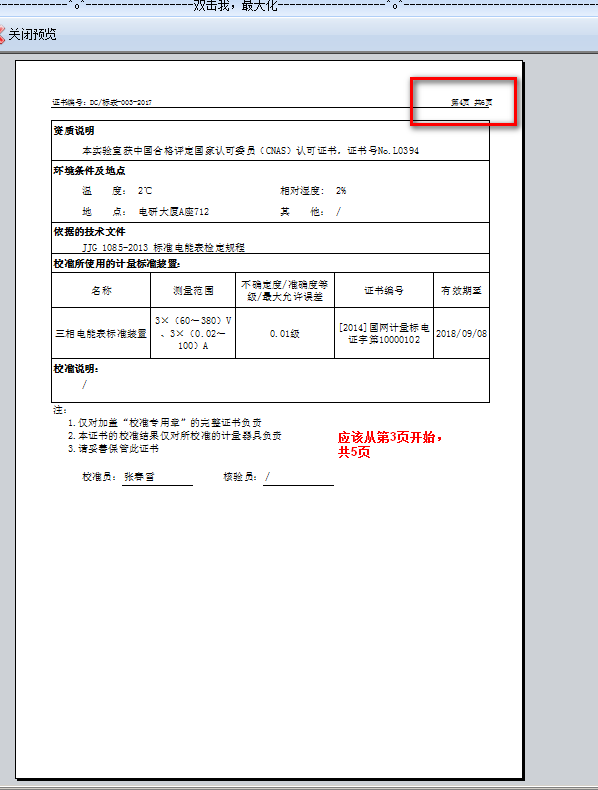 双击我，最大化
关闭预览
证书编号：DC/标表-003-2017
第4页 共6页
资质说明
本实验室获中国合格评定国家认可委员（CNAS）认可证书，证书号No.L0394
环境条件及地点
温 度： 2℃ 相对湿度： 2%
地 点： 电研大厦A座712 其 他： /
依据的技术文件
JJG 1085-2013 标准电能表检定规程
校准所使用的计量标准装置：
名称 测量范围 不确定度/准确度等级/最大允许误差 证书编号 有效期至
三相电能表标准装置 3×（60～380）V、3×（0.02～100）A 0.01级 [2014]国网计量标电证字第10000102 2018/09/08
校准说明：
/
注：
1.仅对加盖“校准专用章”的完整证书负责
2.本证书的校准结果仅对所校准的计量器具负责
3.请妥善保管此证书
应该从第3页开始，
共5页
校准员：张春雪 核验员：/